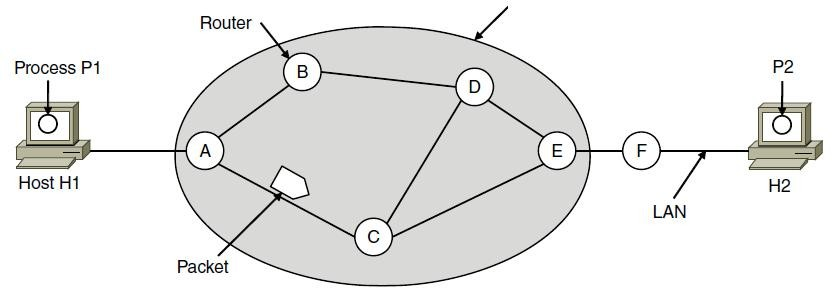 Router
Process P1
P2
B
D
A
E
F
Host H1
H2
LAN
C
Packet